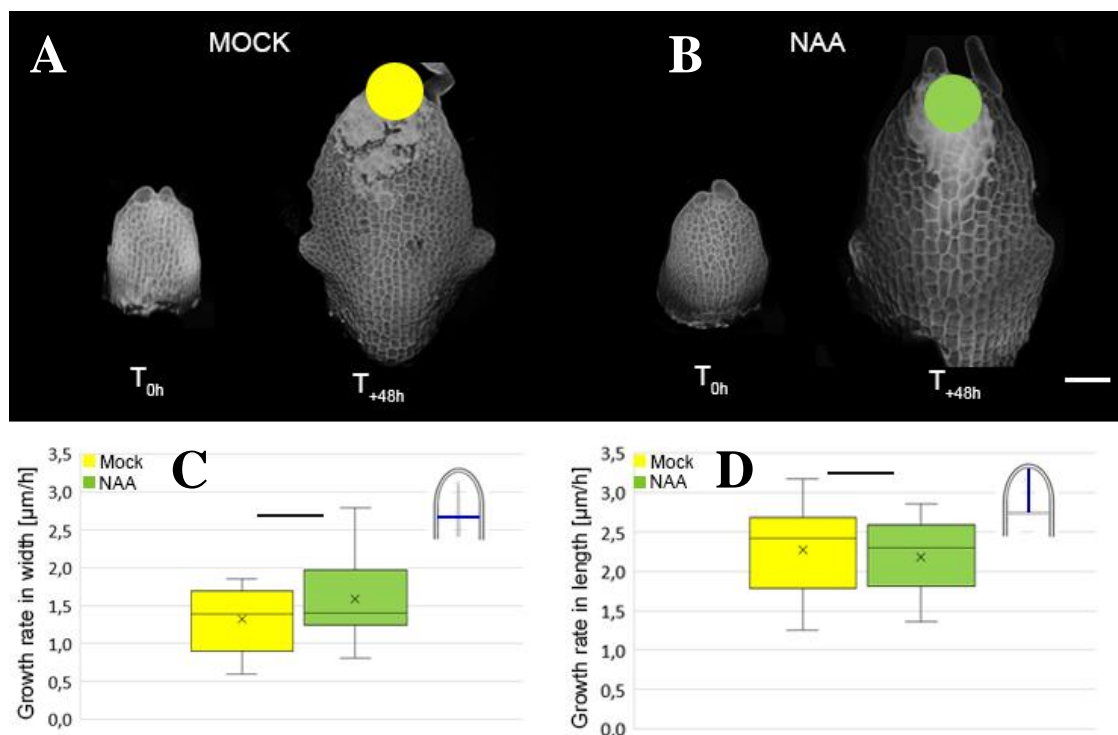 A
MOCK
B
NAA
T0h
T+48h
T0h
T+48h
Growth rate in width [µm/h]
3,5
3,0
2,5
2,0
1,5
1,0
0,5
0,0
Mock
NAA
C
Growth rate in length [µm/h]
3,5
3,0
2,5
2,0
1,5
1,0
0,5
0.0
Mock
NAA
D